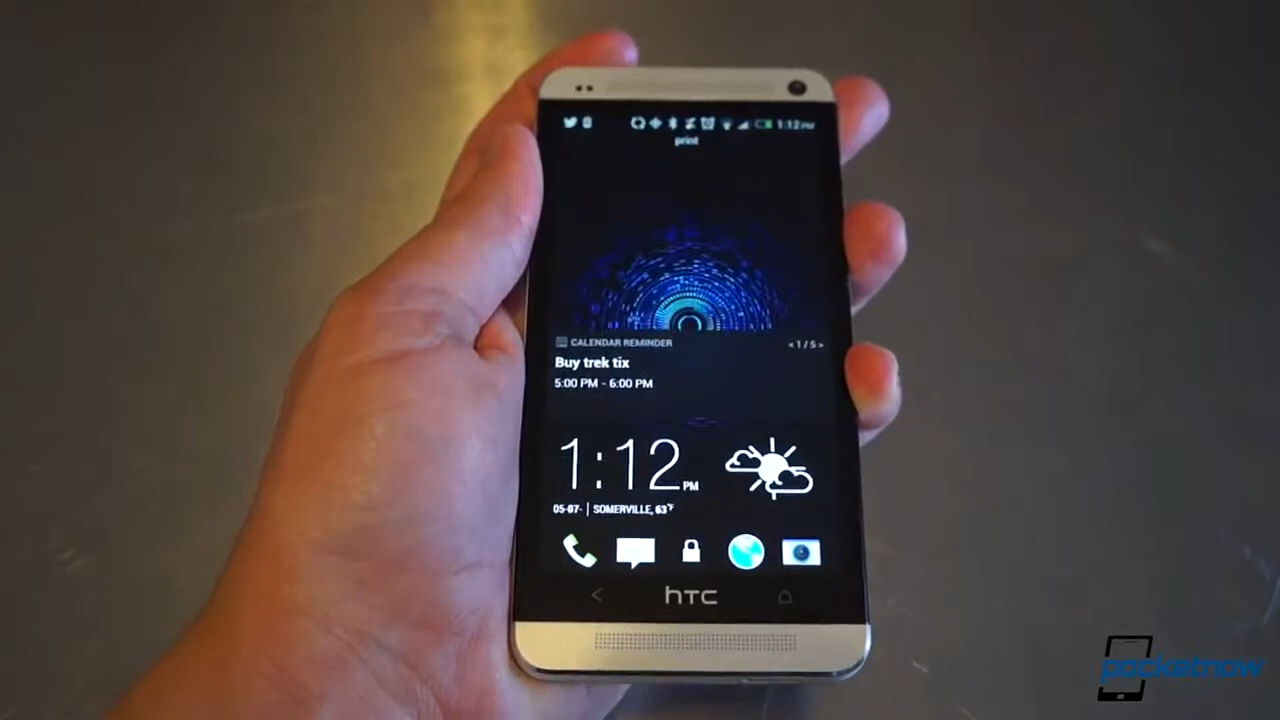 1:12 PM
print
CALENDAR REMINDER
< 1 / 5 >
Buy trek tix
5:00 PM - 6:00 PM
1:12 PM
05-07- | SOMERVILLE, 63°F
hTC
pocketnow